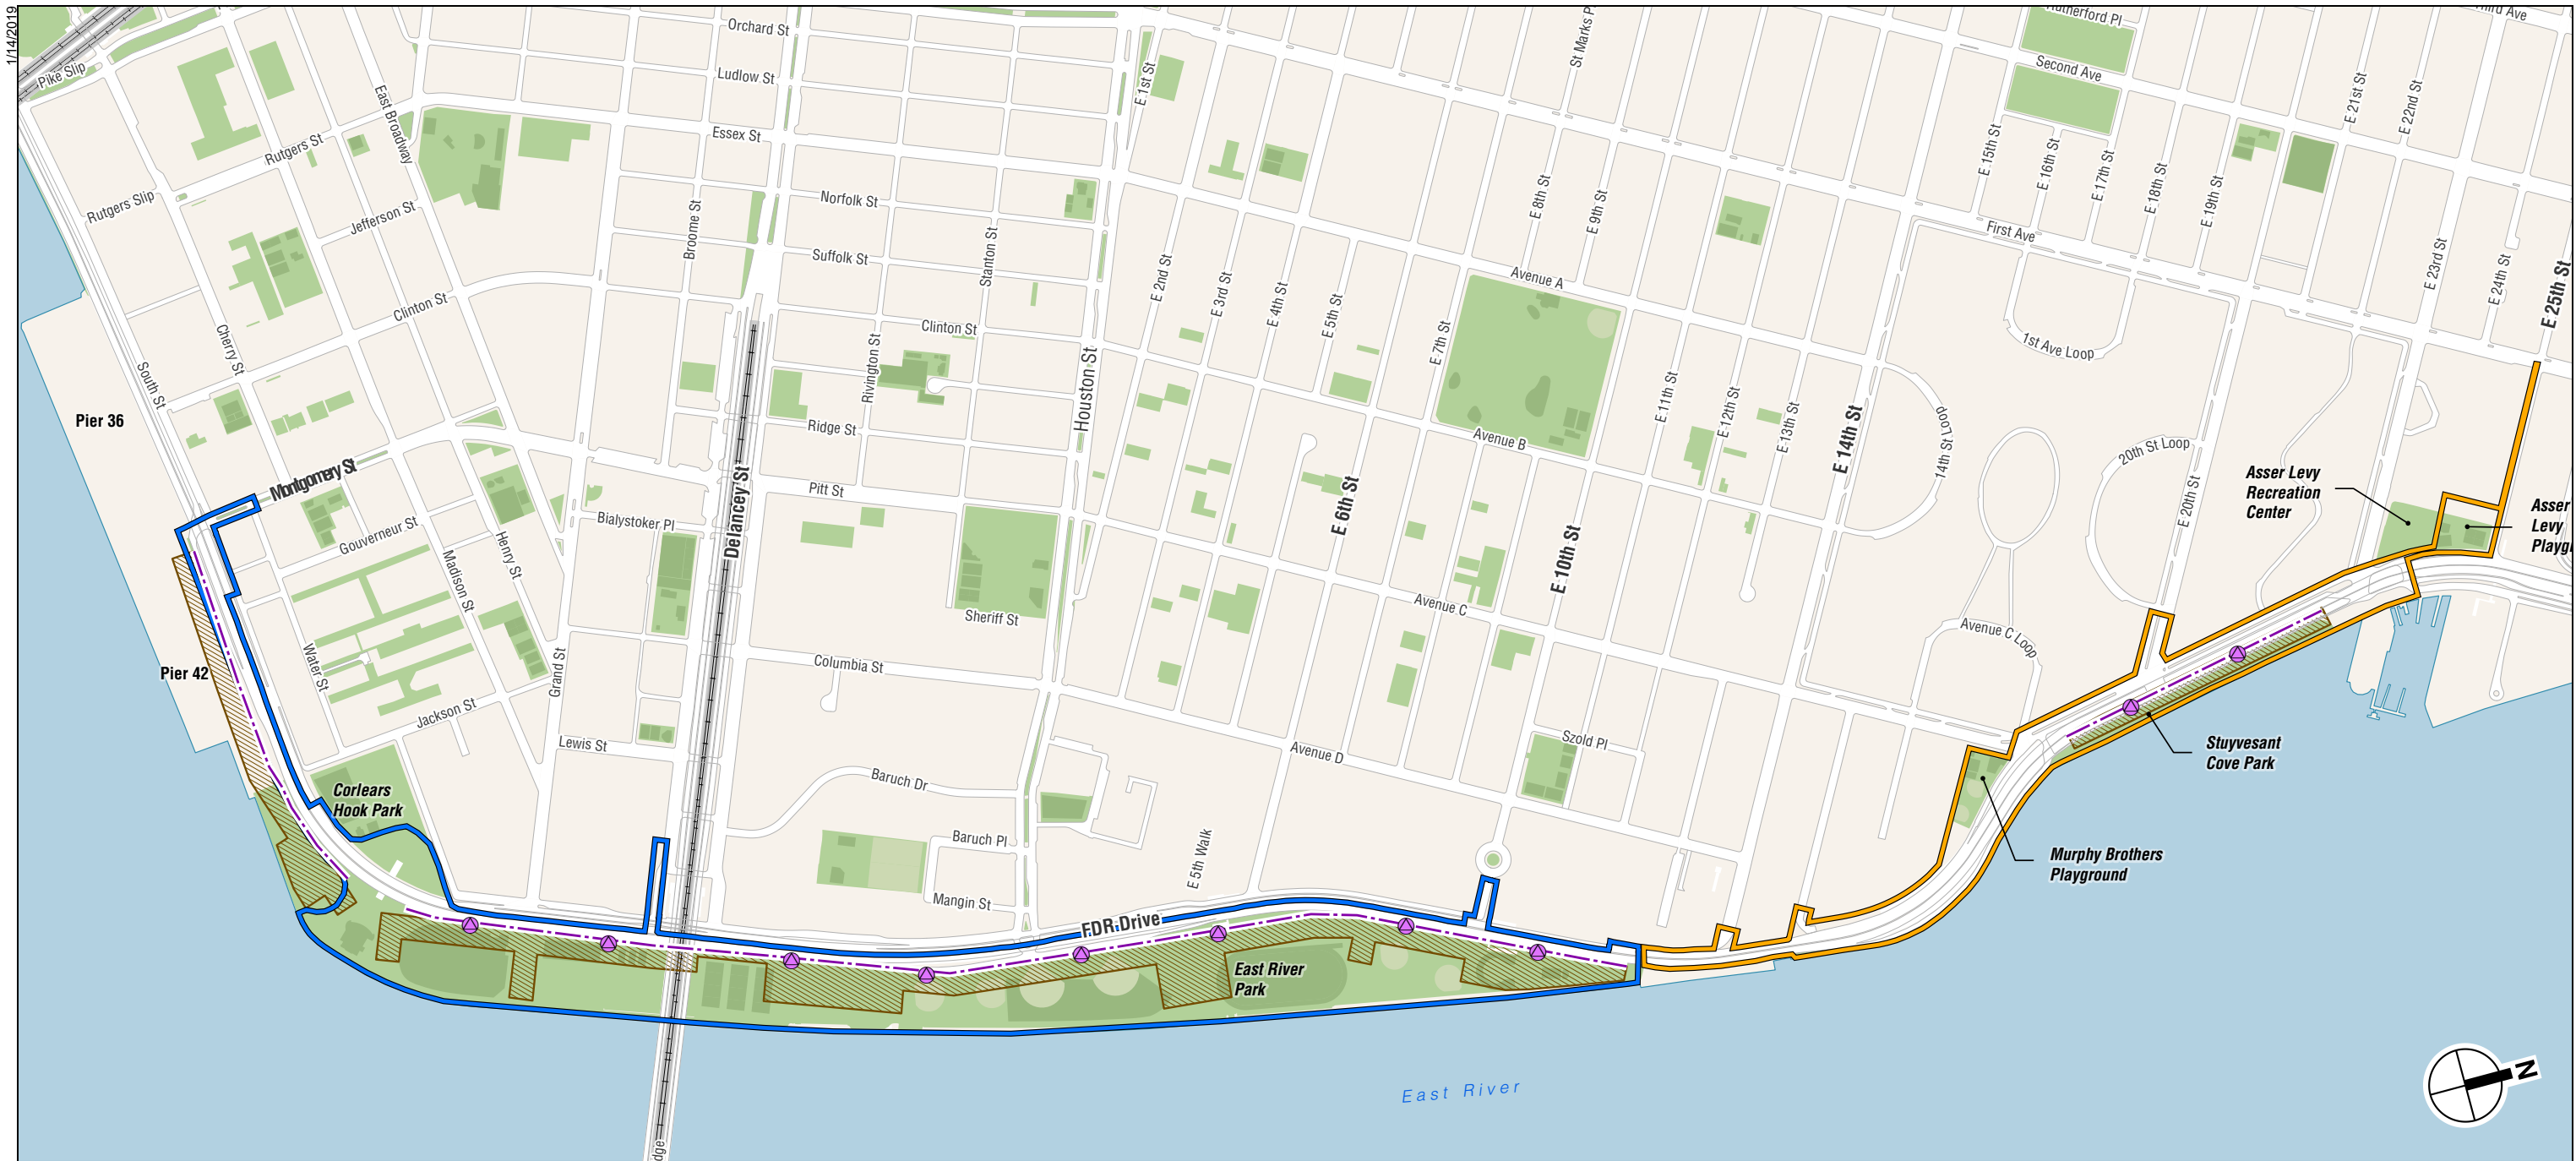 1/14/2019
Pike Slip
Orchard St
Ludlow St
Essex St
East Broadway
Rutgers St
Rutgers Slip
Jefferson St
Norfolk St
Suffolk St
Broome St
Stanton St
Clinton St
Clinton St
Cherry St
South St
Pier 36
Rivington St
Ridge St
Houston St
Pitt St
Delancey St
Montgomery St
Gouverneur St
Bialystoker Pl
Madison St
Henry St
Water St
Pier 42
Jackson St
Grand St
Lewis St
Sheriff St
Columbia St
Corlears
Hook Park
Baruch Dr
Baruch Pl
Mangin St
FDR Drive
East River
Park
E 1st St
E 2nd St
E 3rd St
E 4th St
E 5th St
E 6th St
E 7th St
E 8th St
E 9th St
E 10th St
E 11th St
E 12th St
E 13th St
E 14th St
St Marks P
Avenue A
Avenue B
Avenue C
Avenue D
E 5th Walk
Szold Pl
14th St Loop
Avenue C Loop
1st Ave Loop
20th St Loop
First Ave
Second Ave
Third Ave
Rutherford Pl
E 15th St
E 16th St
E 17th St
E 18th St
E 19th St
E 20th St
E 21st St
E 22nd St
E 23rd St
E 24th St
E 25th St
Asser Levy
Recreation
Center
Asser
Levy
Playg
Stuyvesant
Cove Park
Murphy Brothers
Playground
East River
dge
N